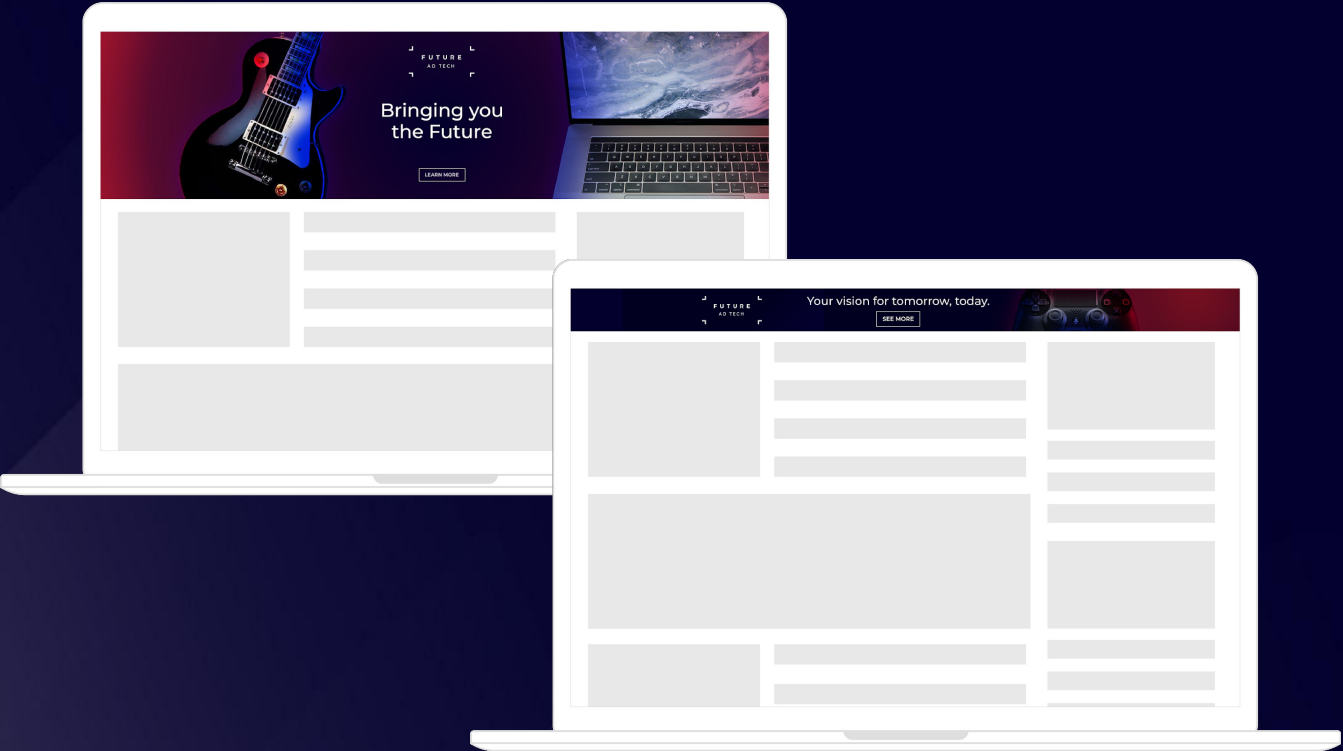 FUTURE
AD TECH
Bringing you
the Future
LEARN MORE
FUTURE
AD TECH
Your vision for tomorrow, today.
SEE MORE